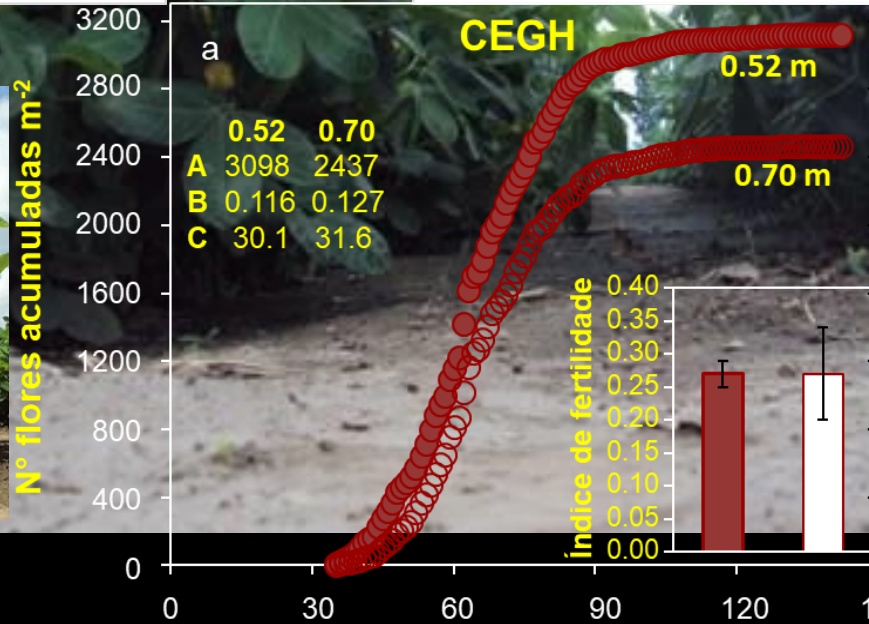 3200
2800
2400
2000
1600
1200
800
400
0
N° flores acumuladas m-2
a
CEGH
0.52 m
0.70 m
0.52 0.70
A 3098 2437
B 0.116 0.127
C 30.1 31.6
Índice de fertilidade
0.40
0.35
0.30
0.25
0.20
0.15
0.10
0.05
0.00
0 30 60 90 120 1